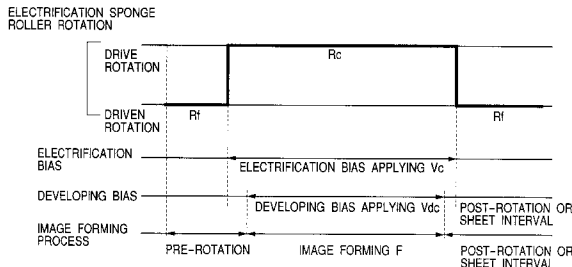 ELECTRIFICATION SPONGE
ROLLER ROTATION
DRIVE
ROTATION
Rc
DRIVEN
ROTATION
Rf
Rf
ELECTRIFICATION
BIAS
ELECTRIFICATION BIAS APPLYING Vc
DEVELOPING BIAS
DEVELOPING BIAS APPLYING Vdc
POST-ROTATION OR
SHEET INTERVAL
IMAGE FORMING
PROCESS
PRE-ROTATION
IMAGE FORMING F
POST-ROTATION OR
SHEET INTERVAL